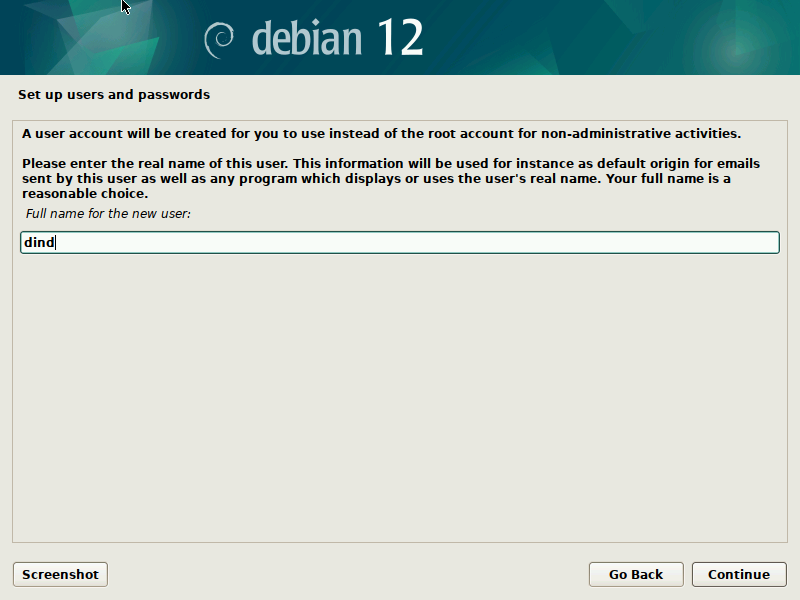 debian 12
Set up users and passwords
A user account will be created for you to use instead of the root account for non-administrative activities.
Please enter the real name of this user. This information will be used for instance as default origin for emails
sent by this user as well as any program which displays or uses the user's real name. Your full name is a
reasonable choice.
Full name for the new user:
dind
Screenshot
Go Back
Continue